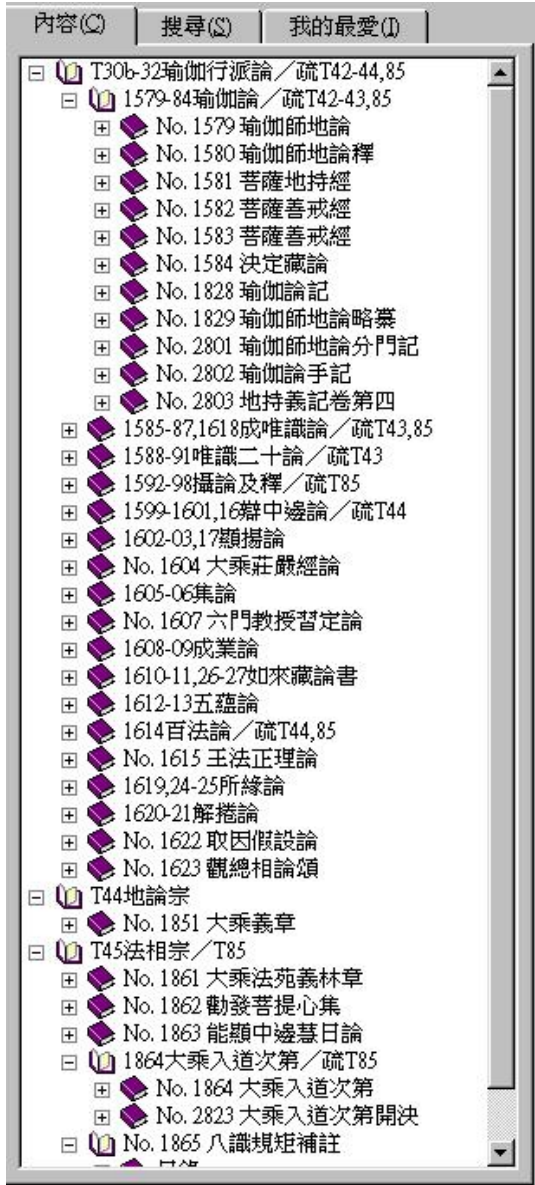 內容(C) 搜尋(S) 我的最愛(I)
T30b-32瑜伽行派論／疏T42-44,85
1579-84瑜伽論／疏T42-43,85
No. 1579 瑜伽師地論
No. 1580 瑜伽師地論釋
No. 1581 菩薩地持經
No. 1582 菩薩善戒經
No. 1583 菩薩善戒經
No. 1584 決定藏論
No. 1828 瑜伽論記
No. 1829 瑜伽師地論略纂
No. 2801 瑜伽師地論分門記
No. 2802 瑜伽論手記
No. 2803 地持義記卷第四
1585-87,1618成唯識論／疏T43,85
1588-91唯識二十論／疏T43
1592-98攝論及釋／疏T85
1599-1601,16辯中邊論／疏T44
1602-03,17顯揚論
No. 1604 大乘莊嚴經論
1605-06集論
No. 1607 六門教授習定論
1608-09成業論
1610-11,26-27如來藏論書
1612-13五蘊論
1614百法論／疏T44,85
No. 1615 王法正理論
1619,24-25所緣論
1620-21解捲論
No. 1622 取因假設論
No. 1623 觀總相論頌
T44地論宗
No. 1851 大乘義章
T45法相宗／T85
No. 1861 大乘法苑義林章
No. 1862 勸發菩提心集
No. 1863 能顯中邊慧日論
1864大乘入道次第／疏T85
No. 1864 大乘入道次第
No. 2823 大乘入道次第開決
No. 1865 八識規矩補註